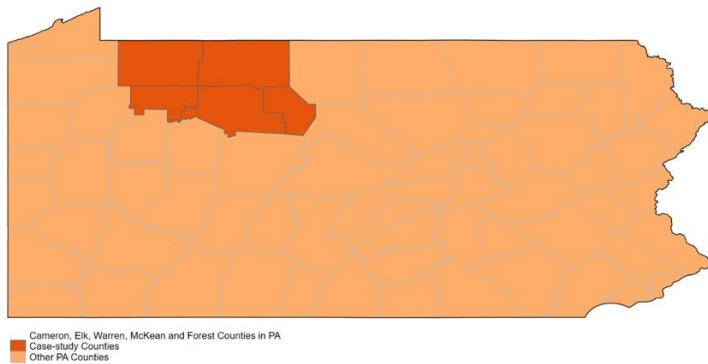 Cameron, Elk, Warren, McKean and Forest Counties in PA
Case-study Counties
Other PA Counties